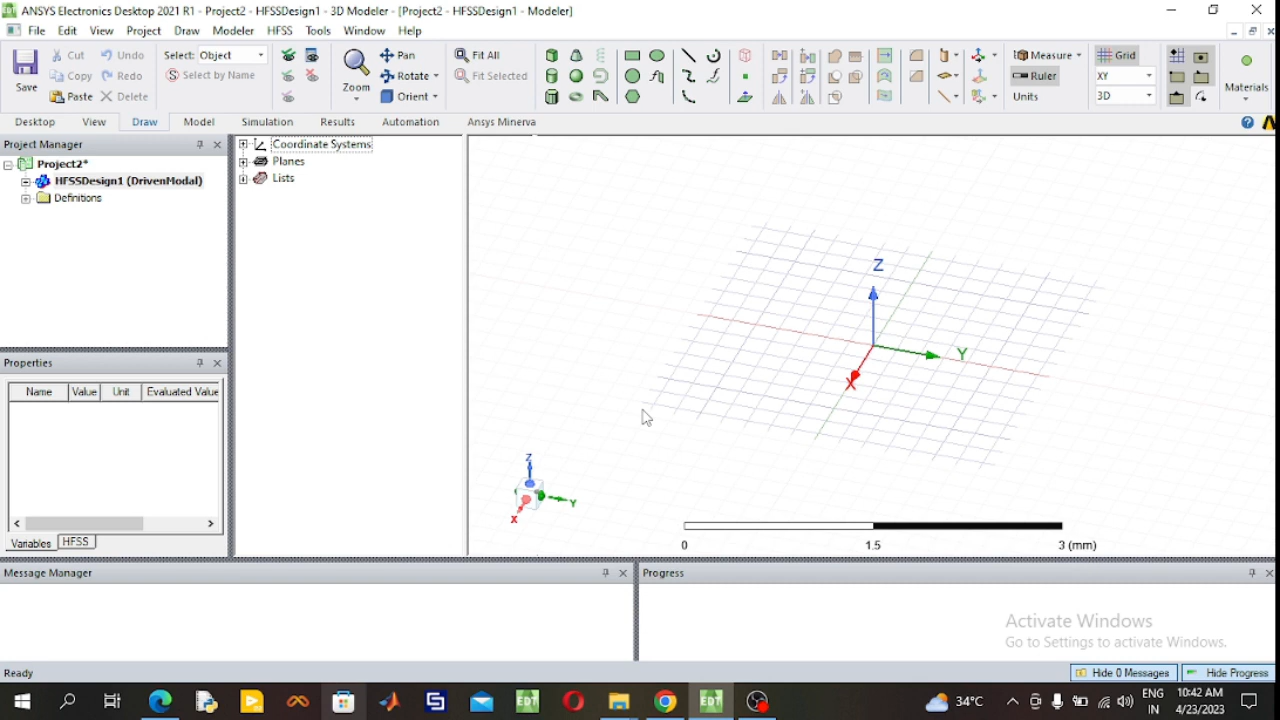 ANSYS Electronics Desktop 2021 R1 - Project2 - HFSSDesign1 - 3D Modeler - [Project2 - HFSSDesign1 - Modeler]
File Edit View Project Draw Modeler HFSS Tools Window Help
Save
Cut
Copy
Paste
Undo
Redo
Delete
Select: Object
Select by Name
Zoom
Pan
Rotate
Orient
Fit All
Fit Selected
Measure
Ruler
Units
Grid
XY
3D
Materials
Desktop View Draw Model Simulation Results Automation Ansys Minerva
Project Manager
Project2*
HFSSDesign1 (DrivenModal)
Definitions
Coordinate Systems
Planes
Lists
Properties
Name Value Unit Evaluated Value
Variables HFSS
Z
Y
X
Z
Y
X
0 1.5 3 (mm)
Message Manager
Progress
Activate Windows
Go to Settings to activate Windows.
Ready
Hide 0 Messages Hide Progress
EDT
EDT
34°C
ENG
IN
10:42 AM
4/23/2023